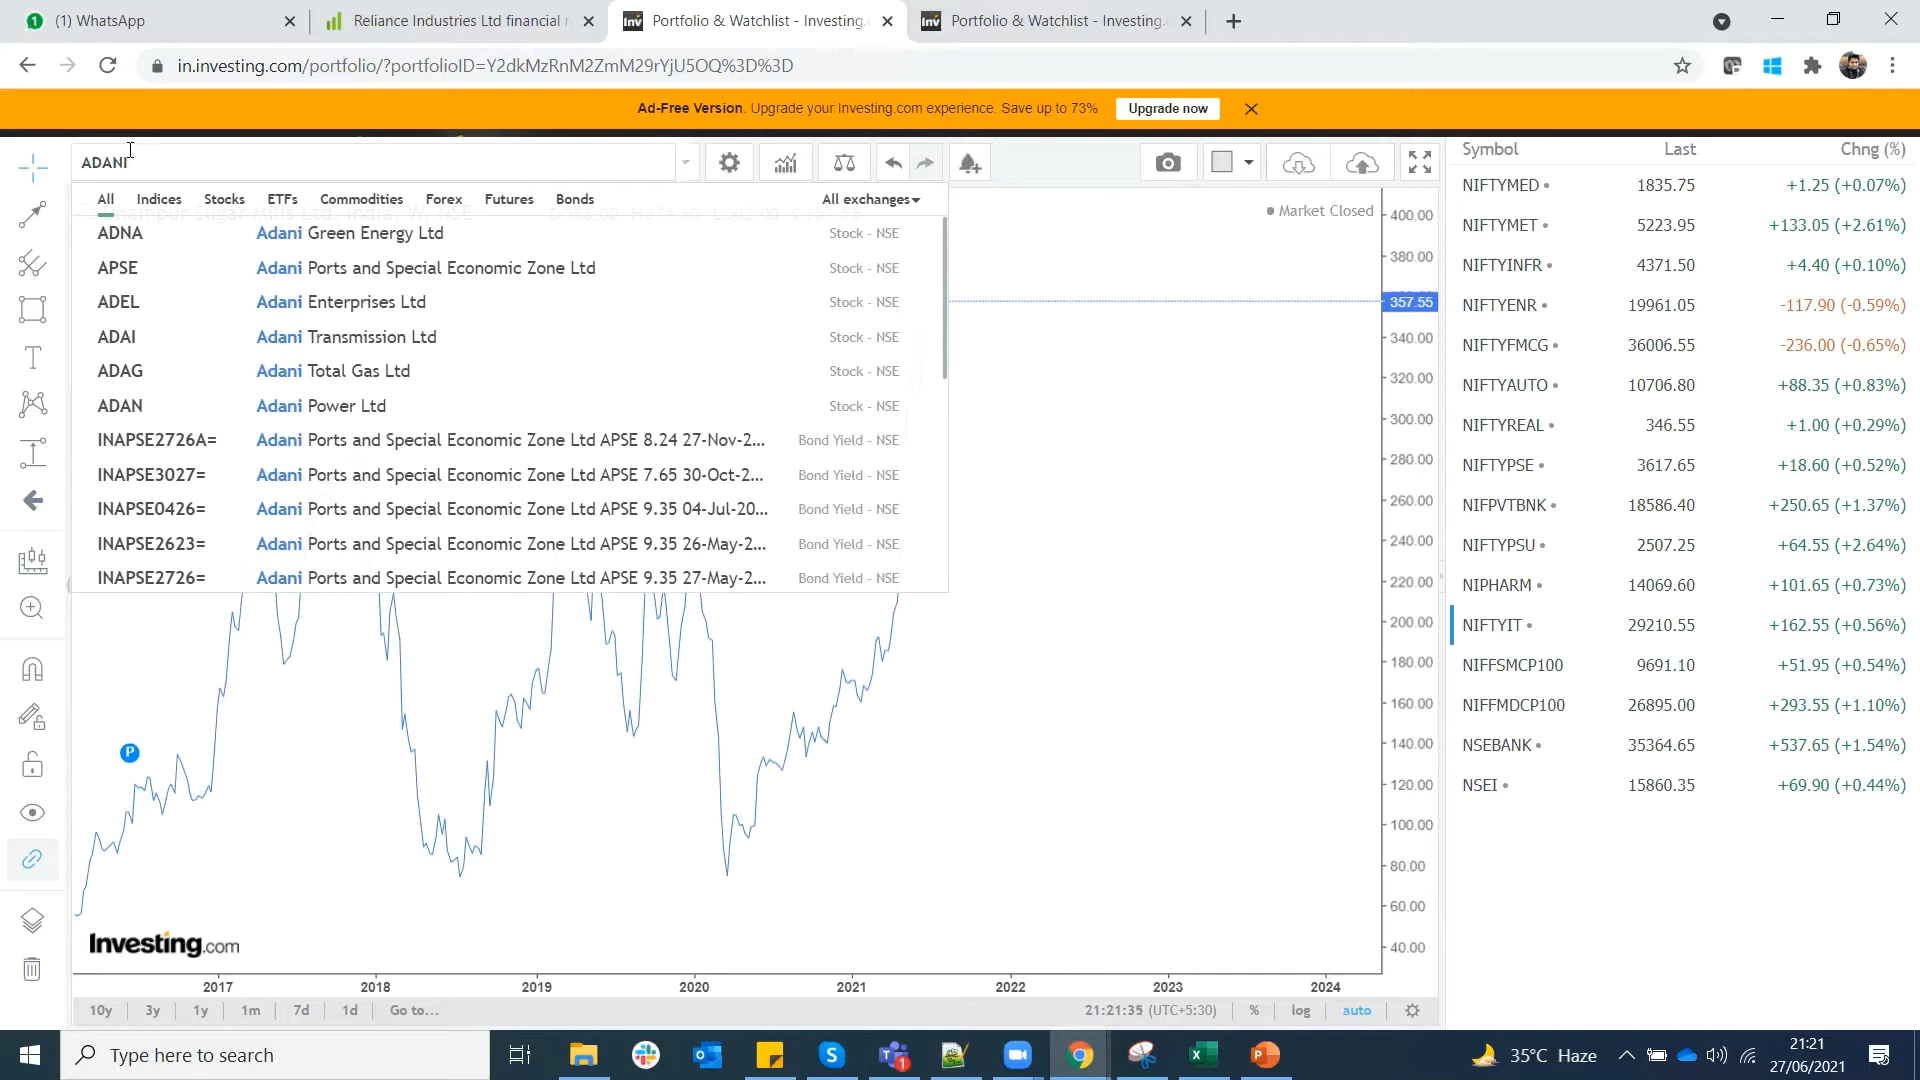 (1) WhatsApp
Reliance Industries Ltd financial r
Portfolio & Watchlist - Investing.c
Portfolio & Watchlist - Investing.c
in.investing.com/portfolio/?portfolioID=Y2dkMzRnM2ZmM29rYjU5OQ%3D%3D
Ad-Free Version. Upgrade your Investing.com experience. Save up to 73% Upgrade now
ADANI
All Indices Stocks ETFs Commodities Forex Futures Bonds All exchanges
Dhampur Sugar Mills Ltd, India, W, NSE
ADNA Adani Green Energy Ltd Stock - NSE
APSE Adani Ports and Special Economic Zone Ltd Stock - NSE
ADEL Adani Enterprises Ltd Stock - NSE
ADAI Adani Transmission Ltd Stock - NSE
ADAG Adani Total Gas Ltd Stock - NSE
ADAN Adani Power Ltd Stock - NSE
INAPSE2726A= Adani Ports and Special Economic Zone Ltd APSE 8.24 27-Nov-2... Bond Yield - NSE
INAPSE3027= Adani Ports and Special Economic Zone Ltd APSE 7.65 30-Oct-2... Bond Yield - NSE
INAPSE0426= Adani Ports and Special Economic Zone Ltd APSE 9.35 04-Jul-20... Bond Yield - NSE
INAPSE2623= Adani Ports and Special Economic Zone Ltd APSE 9.35 26-May-2... Bond Yield - NSE
INAPSE2726= Adani Ports and Special Economic Zone Ltd APSE 9.35 27-May-2... Bond Yield - NSE
Market Closed
400.00
380.00
357.55
340.00
320.00
300.00
280.00
260.00
240.00
220.00
200.00
180.00
160.00
140.00
120.00
100.00
80.00
60.00
40.00
P
T
Investing.com
2017 2018 2019 2020 2021 2022 2023 2024
10y 3y 1y 1m 7d 1d Go to... 21:21:35 (UTC+5:30) % log auto
Symbol Last Chng (%)
NIFTYMED 1835.75 +1.25 (+0.07%)
NIFTYMET 5223.95 +133.05 (+2.61%)
NIFTYINFR 4371.50 +4.40 (+0.10%)
NIFTYENR 19961.05 -117.90 (-0.59%)
NIFTYFMCG 36006.55 -236.00 (-0.65%)
NIFTYAUTO 10706.80 +88.35 (+0.83%)
NIFTYREAL 346.55 +1.00 (+0.29%)
NIFTYPSE 3617.65 +18.60 (+0.52%)
NIFPVTBNK 18586.40 +250.65 (+1.37%)
NIFTYPSU 2507.25 +64.55 (+2.64%)
NIPHARM 14069.60 +101.65 (+0.73%)
NIFTYIT 29210.55 +162.55 (+0.56%)
NIFFSMCP100 9691.10 +51.95 (+0.54%)
NIFFMDCP100 26895.00 +293.55 (+1.10%)
NSEBANK 35364.65 +537.65 (+1.54%)
NSEI 15860.35 +69.90 (+0.44%)
Type here to search
35°C Haze
21:21
27/06/2021